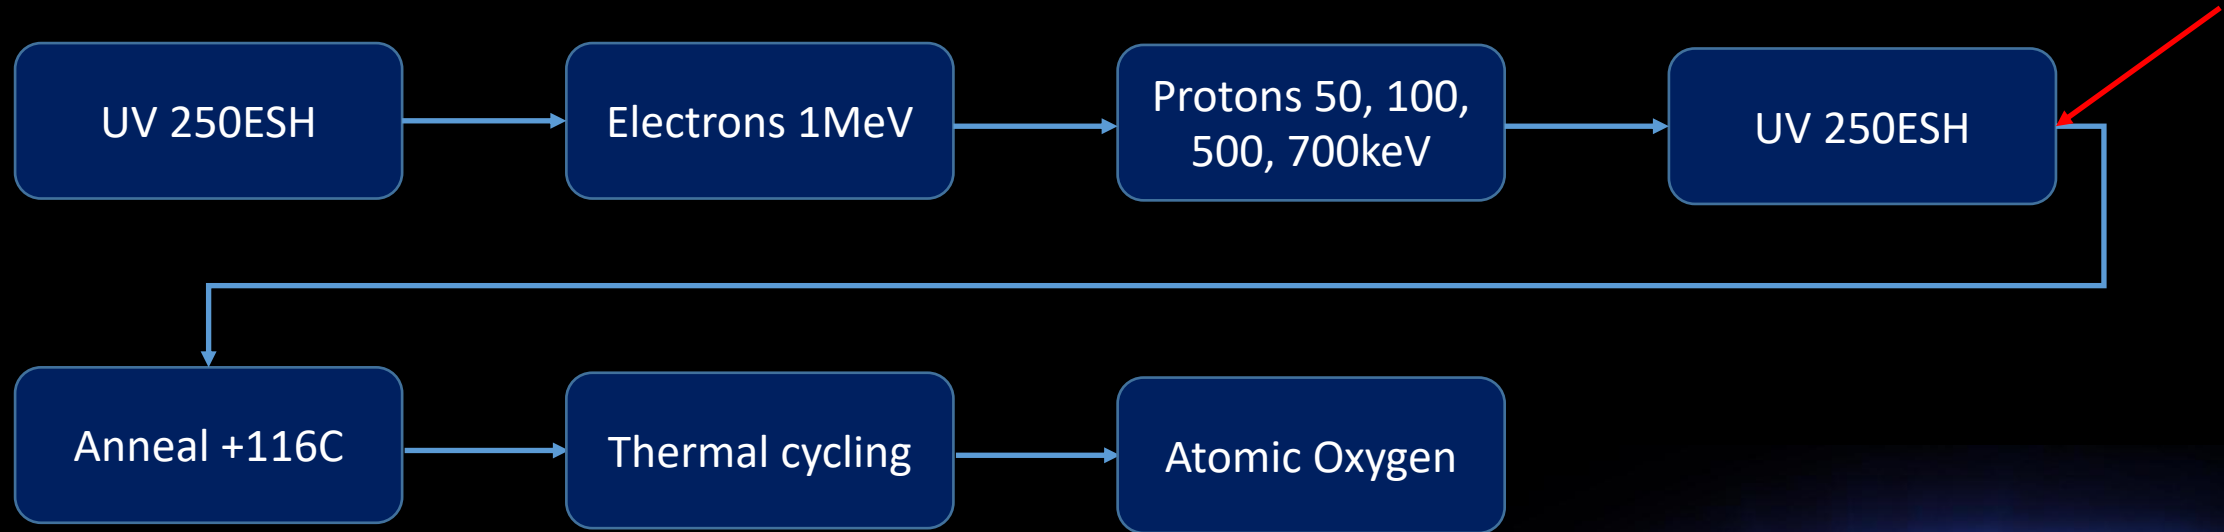 UV 250ESH
Electrons 1MeV
Protons 50, 100,
500, 700keV
UV 250ESH
Anneal +116C
Thermal cycling
Atomic Oxygen